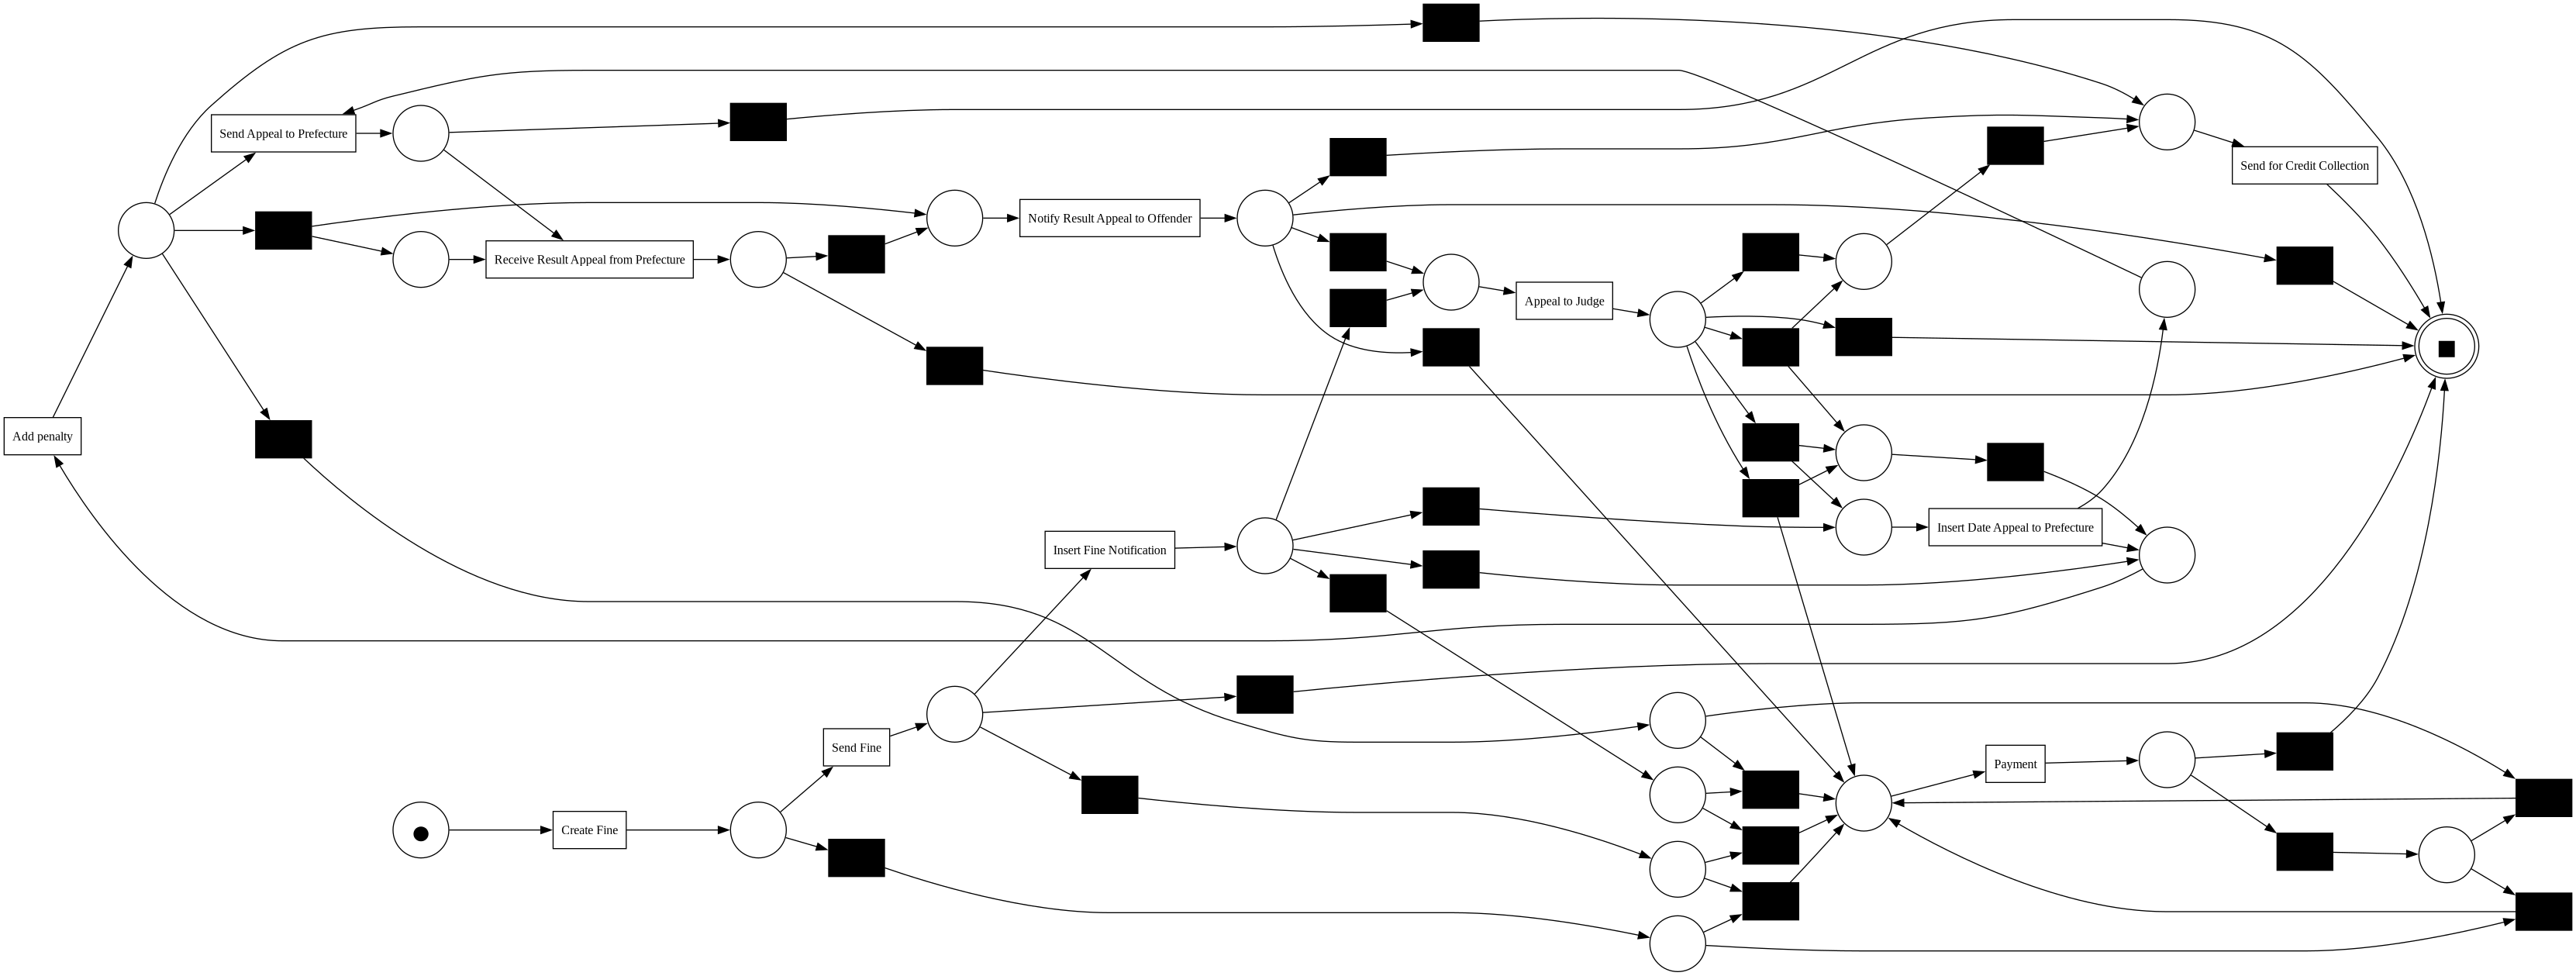 Send Appeal to Prefecture
Send for Credit Collection
Notify Result Appeal to Offender
Receive Result Appeal from Prefecture
Appeal to Judge
Add penalty
Insert Date Appeal to Prefecture
Insert Fine Notification
Send Fine
Payment
Create Fine